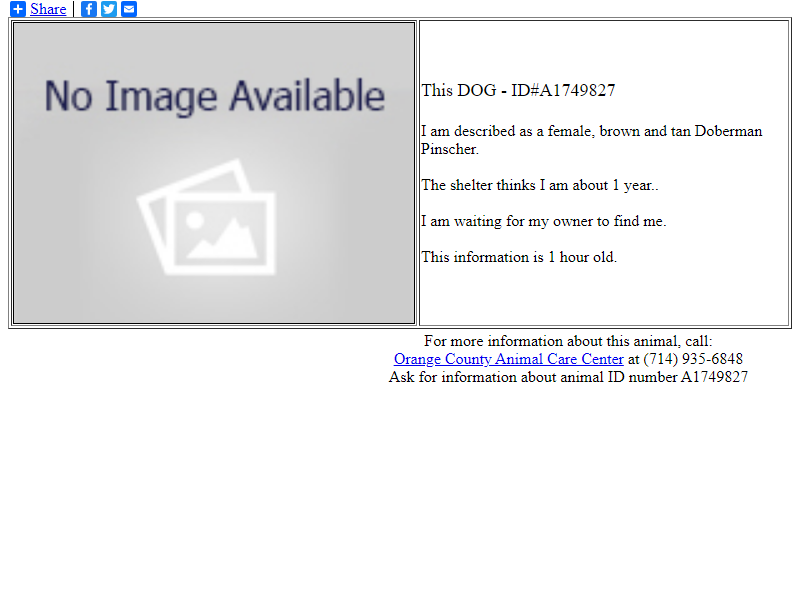 Share
No Image Available
This DOG - ID#A1749827
I am described as a female, brown and tan Doberman
Pinscher.
The shelter thinks I am about 1 year..
I am waiting for my owner to find me.
This information is 1 hour old.
For more information about this animal, call:
Orange County Animal Care Center at (714) 935-6848
Ask for information about animal ID number A1749827